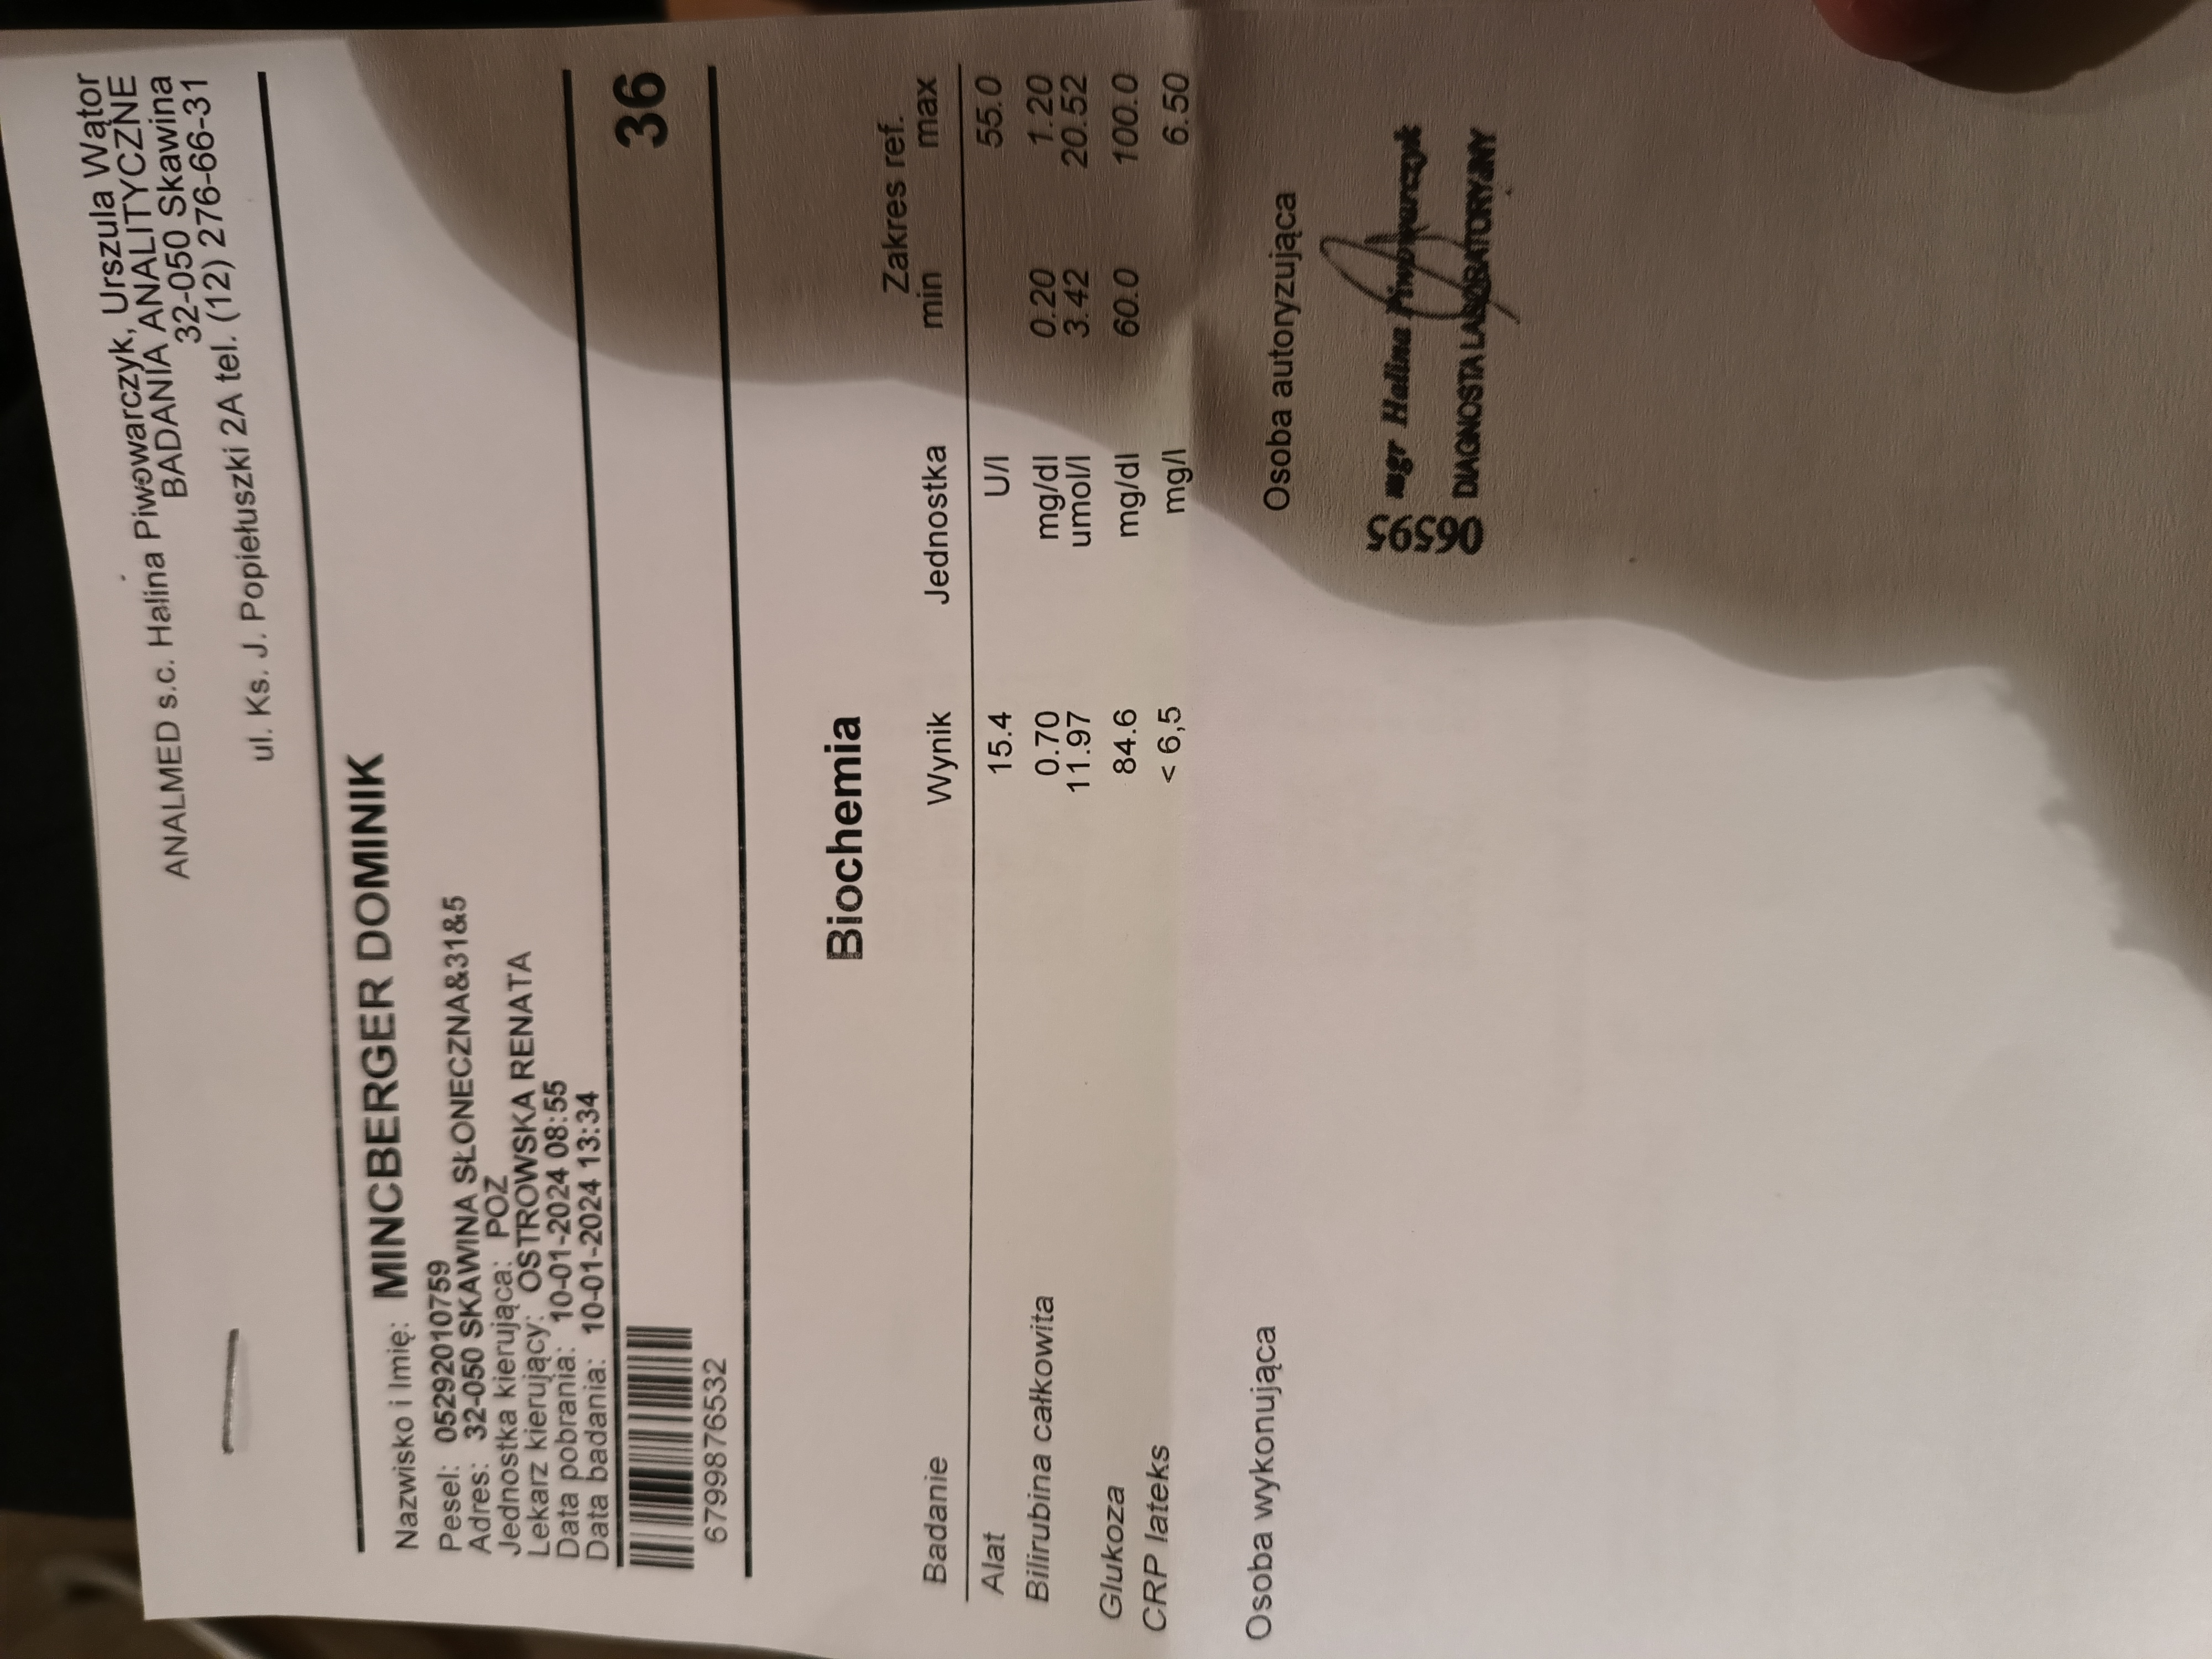 ANALMED s.c. Halina Piwowarczyk, Urszula Wątor
BADANIA ANALITYCZNE
32-050 Skawina
ul. Ks. J. Popiełuszki 2A tel. (12) 276-66-31
Nazwisko i Imię: MINCBERGER DOMINIK
Pesel: 05292010759
Adres: 32-050 SKAWINA SŁONECZNA&31&5
Jednostka kierująca: POZ
Lekarz kierujący: OSTROWSKA RENATA
Data pobrania: 10-01-2024 08:55
Data badania: 10-01-2024 13:34
36
6799876532
Biochemia
Zakres ref.
Badanie Wynik Jednostka min max
Alat 15.4 U/l 55.0
Bilirubina całkowita 0.70 mg/dl 0.20 1.20
11.97 umol/l 3.42 20.52
Glukoza 84.6 mg/dl 60.0 100.0
CRP lateks < 6,5 mg/l 6.50
Osoba wykonująca Osoba autoryzująca
06595
mgr Halina Piwowarczyk
DIAGNOSTA LABORATORYJNY